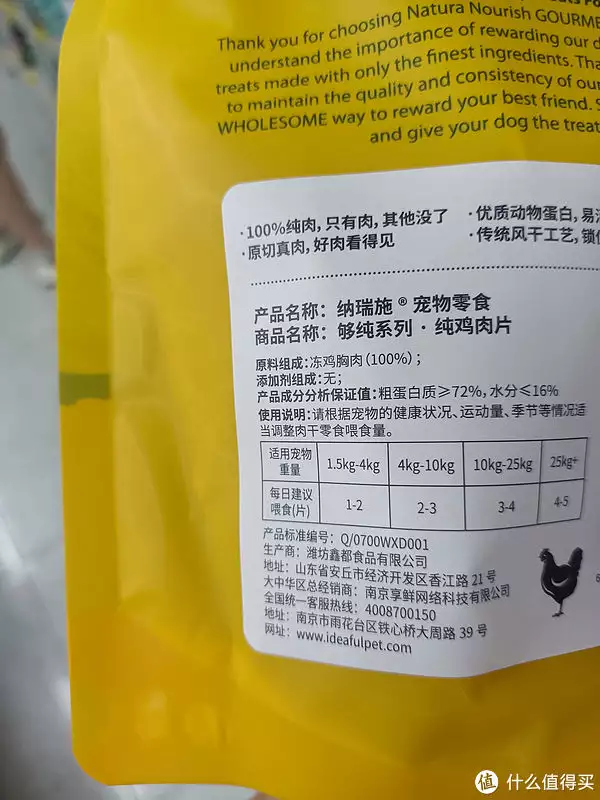 Thank you for choosing Natura Nourish GOURME
understand the importance of rewarding our d
treats made with only the finest ingredients. Tha
to maintain the quality and consistency of our
WHOLESOME way to reward your best friend. S
and give your dog the treat
·100%纯肉,只有肉,其他没了 ·优质动物蛋白,易
·原切真肉,好肉看得见 ·传统风干工艺,锁
产品名称: 纳瑞施® 宠物零食
商品名称: 够纯系列·纯鸡肉片
原料组成:冻鸡胸肉(100%);
添加剂组成:无;
产品成分分析保证值:粗蛋白质≥72%,水分≤16%
使用说明:请根据宠物的健康状况、运动量、季节等情况适
当调整肉干零食喂食量。
适用宠物重量 1.5kg-4kg 4kg-10kg 10kg-25kg 25kg+
每日建议喂食(片) 1-2 2-3 3-4 4-5
产品标准编号: Q/0700WXD001
生产商: 潍坊鑫都食品有限公司
地址: 山东省安丘市经济开发区香江路 21 号
大中华区总经销商: 南京享鲜网络科技有限公司
全国统一客服热线: 4008700150
地址: 南京市雨花台区铁心桥大周路 39 号
网址: www.ideafulpet.com
值 什么值得买